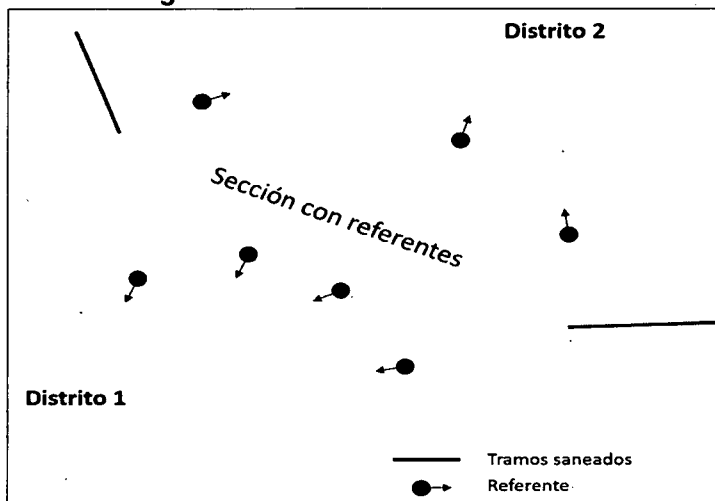 Distrito 2
Sección con referentes
Distrito 1
Tramos saneados
Referente